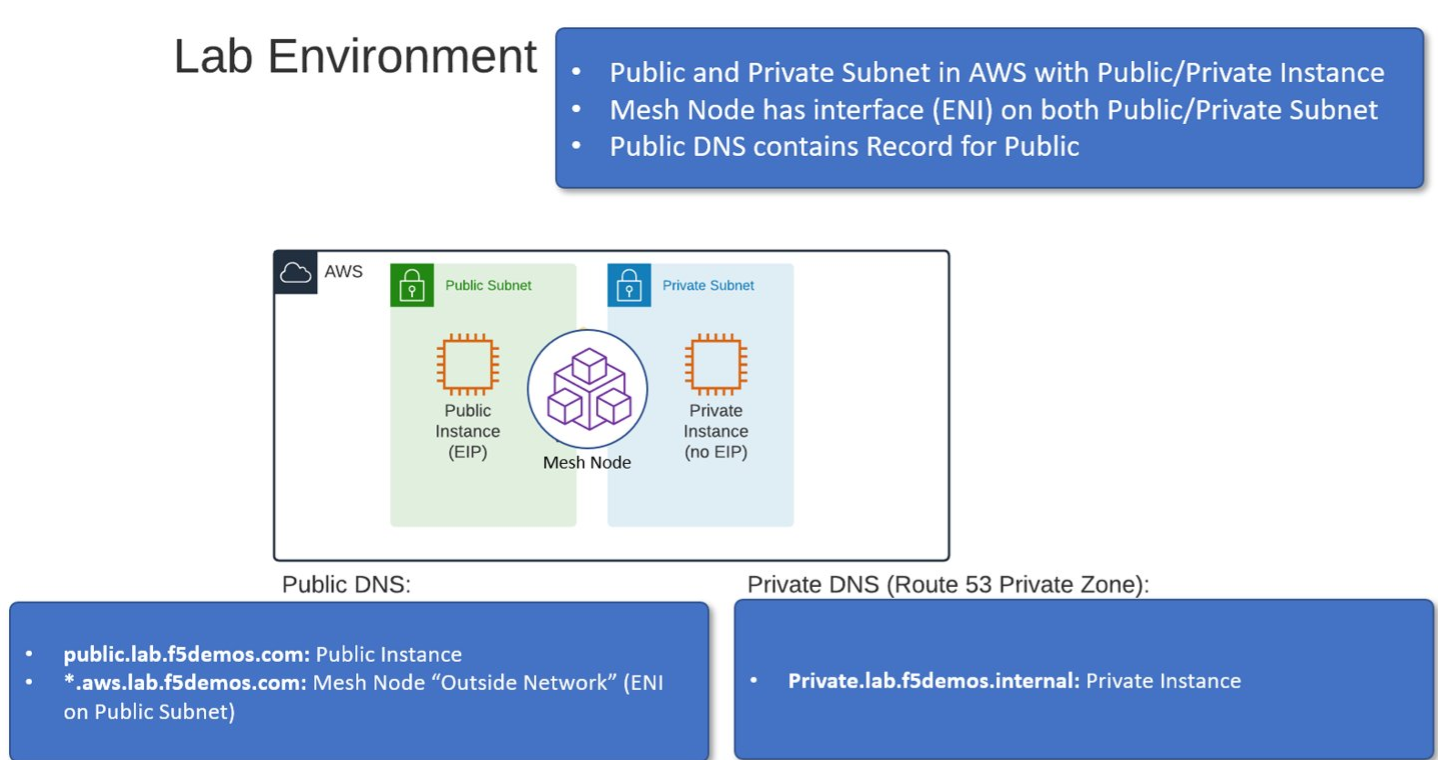 Lab Environment
• Public and Private Subnet in AWS with Public/Private Instance
• Mesh Node has interface (ENI) on both Public/Private Subnet
• Public DNS contains Record for Public
AWS
Public Subnet
Private Subnet
Public
Instance
(EIP)
Mesh Node
Private
Instance
(no EIP)
Public DNS:
• public.lab.f5demos.com: Public Instance
• *.aws.lab.f5demos.com: Mesh Node “Outside Network” (ENI
on Public Subnet)
Private DNS (Route 53 Private Zone):
• Private.lab.f5demos.internal: Private Instance